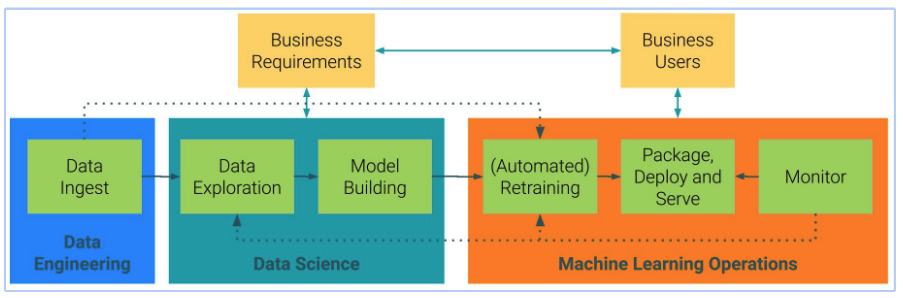 Business
Requirements
Business
Users
Data
Ingest
Data
Exploration
Model
Building
(Automated)
Retraining
Package,
Deploy and
Serve
Monitor
Data
Engineering
Data Science
Machine Learning Operations